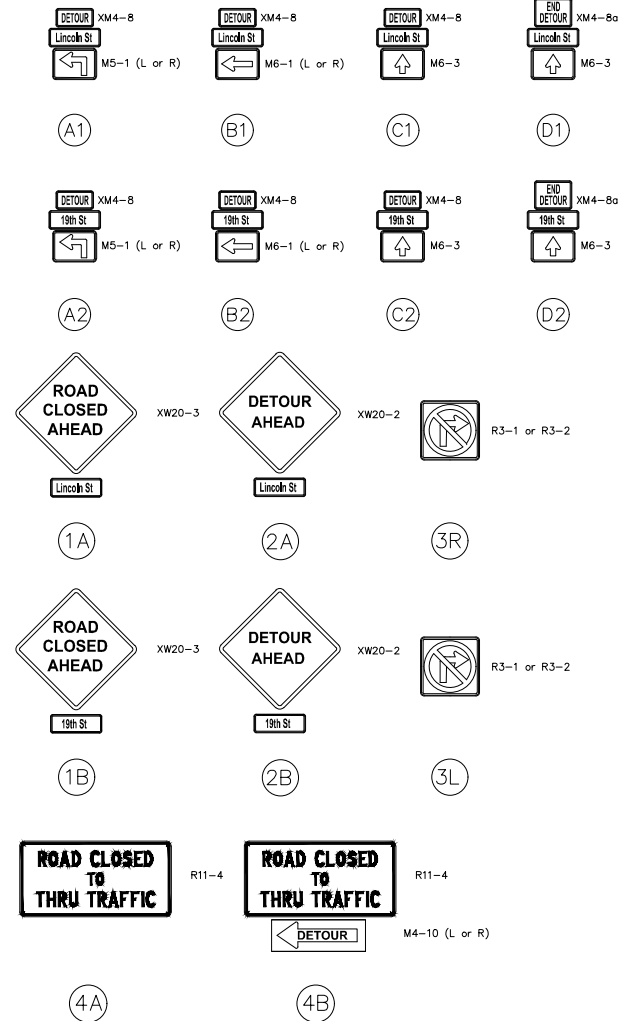 DETOUR XM4-8 DETOUR XM4-8 DETOUR XM4-8 END DETOUR XM4-8a
Lincoln St Lincoln St Lincoln St Lincoln St
M5-1 (L or R) M6-1 (L or R) M6-3 M6-3
A1 B1 C1 D1
DETOUR XM4-8 DETOUR XM4-8 DETOUR XM4-8 END DETOUR XM4-8a
19th St 19th St 19th St 19th St
M5-1 (L or R) M6-1 (L or R) M6-3 M6-3
A2 B2 C2 D2
ROAD
CLOSED
AHEAD
XW20-3
Lincoln St
1A
DETOUR
AHEAD
XW20-2
Lincoln St
2A
R3-1 or R3-2
3R
ROAD
CLOSED
AHEAD
XW20-3
19th St
1B
DETOUR
AHEAD
XW20-2
19th St
2B
R3-1 or R3-2
3L
ROAD CLOSED
TO
THRU TRAFFIC
R11-4
4A
ROAD CLOSED
TO
THRU TRAFFIC
R11-4
DETOUR
M4-10 (L or R)
4B